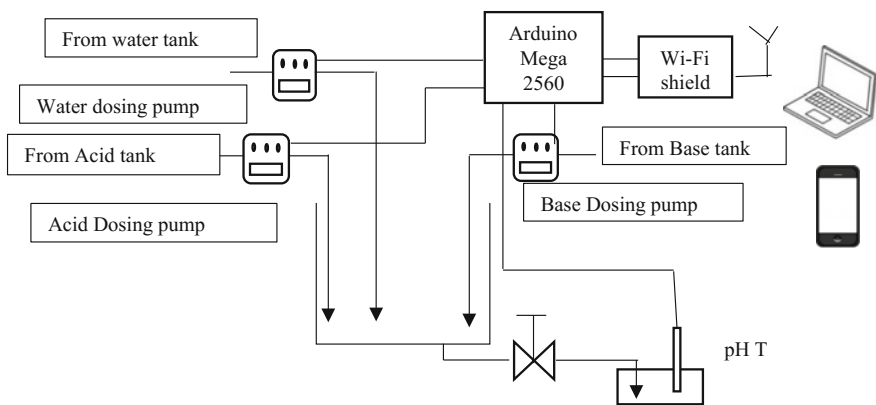 From water tank
Water dosing pump
From Acid tank
Acid Dosing pump
Arduino
Mega
2560
Wi-Fi
shield
From Base tank
Base Dosing pump
pH T